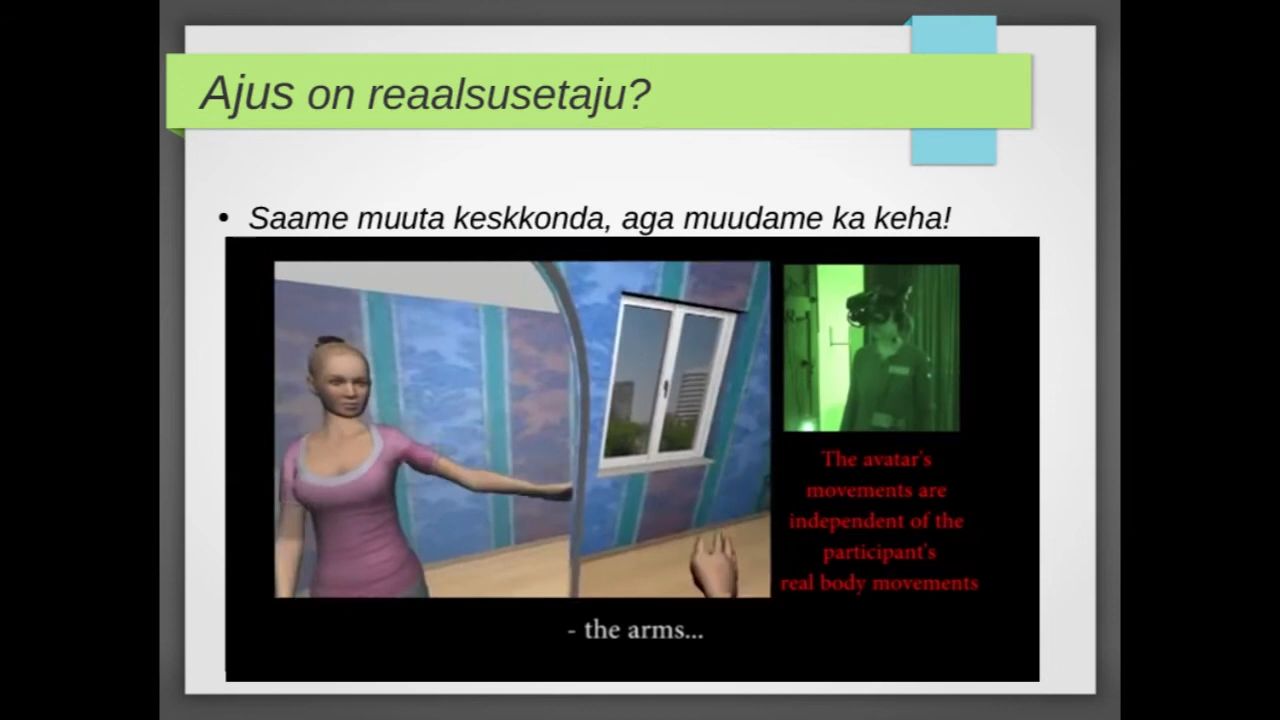 Ajus on reaalsusetaju?
• Saame muuta keskkonda, aga muudame ka keha!
The avatar's
movements are
independent of the
participant's
real body movements
- the arms...